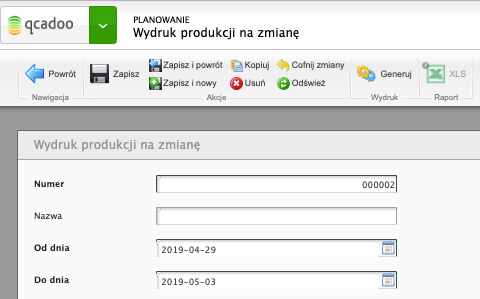 qcadoo
PLANOWANIE
Wydruk produkcji na zmianę
Powrót
Zapisz
Zapisz i powrót
Kopiuj
Cofnij zmiany
Zapisz i nowy
Usuń
Odśwież
Generuj
XLS
Nawigacja
Akcje
Wydruk
Raport
Wydruk produkcji na zmianę
Numer 000002
Nazwa
Od dnia 2019-04-29
Do dnia 2019-05-03